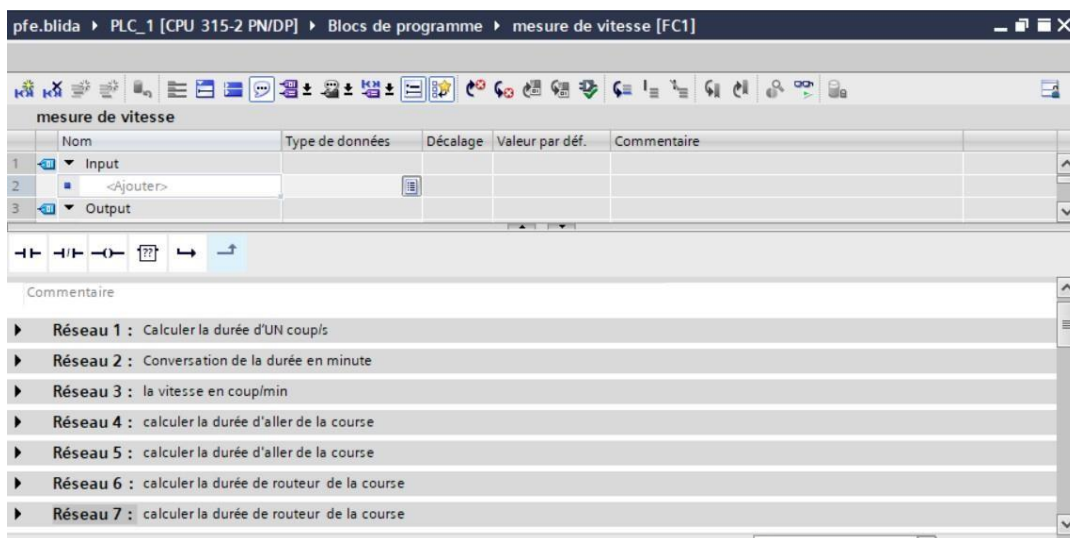 pfe.blida ▸ PLC_1 [CPU 315-2 PN/DP] ▸ Blocs de programme ▸ mesure de vitesse [FC1]
mesure de vitesse
Nom Type de données Décalage Valeur par déf. Commentaire
1 Input
2 <Ajouter>
3 Output
??
Commentaire
Réseau 1 : Calculer la durée d'UN coup/s
Réseau 2 : Conversation de la durée en minute
Réseau 3 : la vitesse en coup/min
Réseau 4 : calculer la durée d'aller de la course
Réseau 5 : calculer la durée d'aller de la course
Réseau 6 : calculer la durée de routeur de la course
Réseau 7 : calculer la durée de routeur de la course